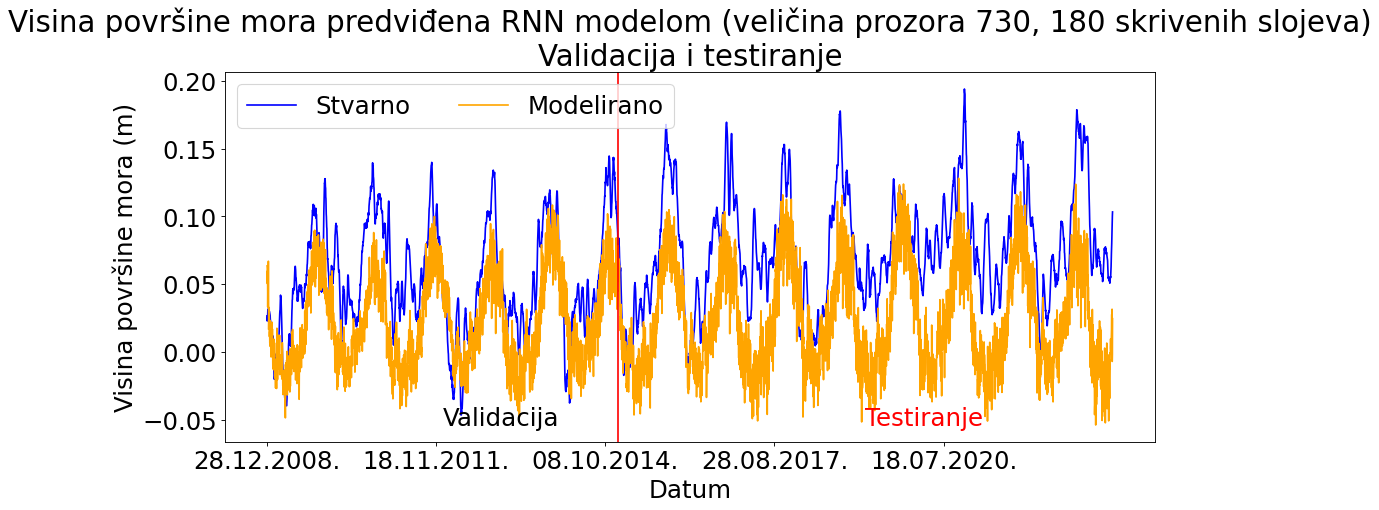 Visina površine mora predviđena RNN modelom (veličina prozora 730, 180 skrivenih slojeva)
Validacija i testiranje
Stvarno
Modelirano
Visina površine mora (m)
0.20
0.15
0.10
0.05
0.00
−0.05
Validacija
Testiranje
28.12.2008.
18.11.2011.
08.10.2014.
28.08.2017.
18.07.2020.
Datum